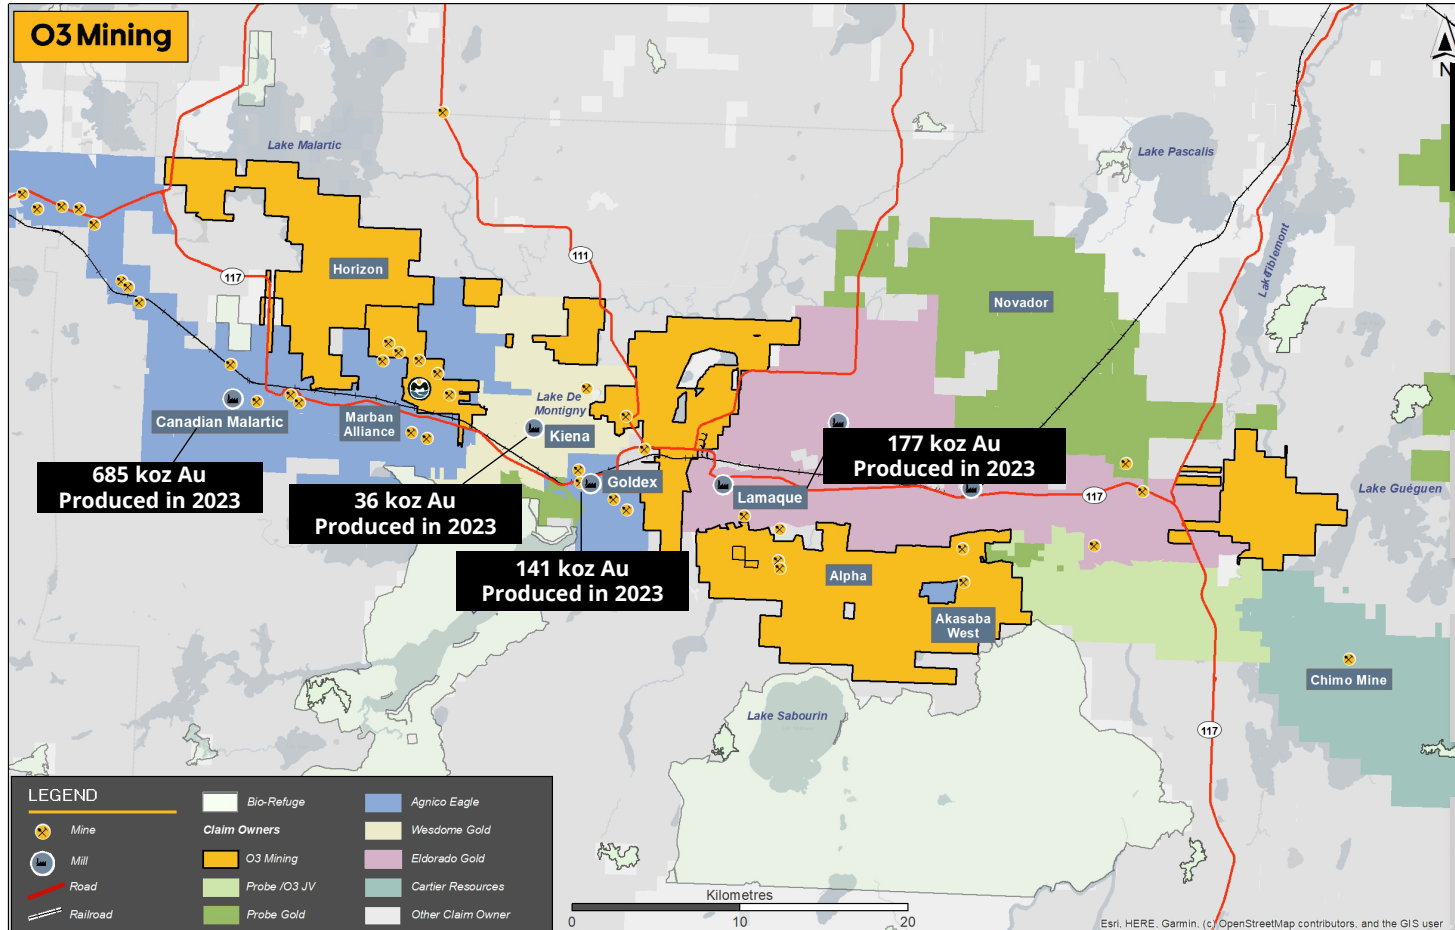 O3 Mining
N
Lake Malartic
Lake Pascalis
Lake Tiblemont
111
117
Horizon
Novador
Lake De
Montigny
Canadian Malartic
Marban
Alliance
Kiena
685 koz Au
Produced in 2023
36 koz Au
Produced in 2023
177 koz Au
Produced in 2023
Goldex
Lamaque
117
Lake Guéguen
141 koz Au
Produced in 2023
Alpha
Akasaba
West
Chimo Mine
Lake Sabourin
117
LEGEND
Mine
Mill
Road
Railroad
Bio-Refuge
Claim Owners
O3 Mining
Probe /O3 JV
Probe Gold
Agnico Eagle
Wesdome Gold
Eldorado Gold
Cartier Resources
Other Claim Owner
Kilometres
0 10 20
Esri, HERE, Garmin, (c) OpenStreetMap contributors, and the GIS user